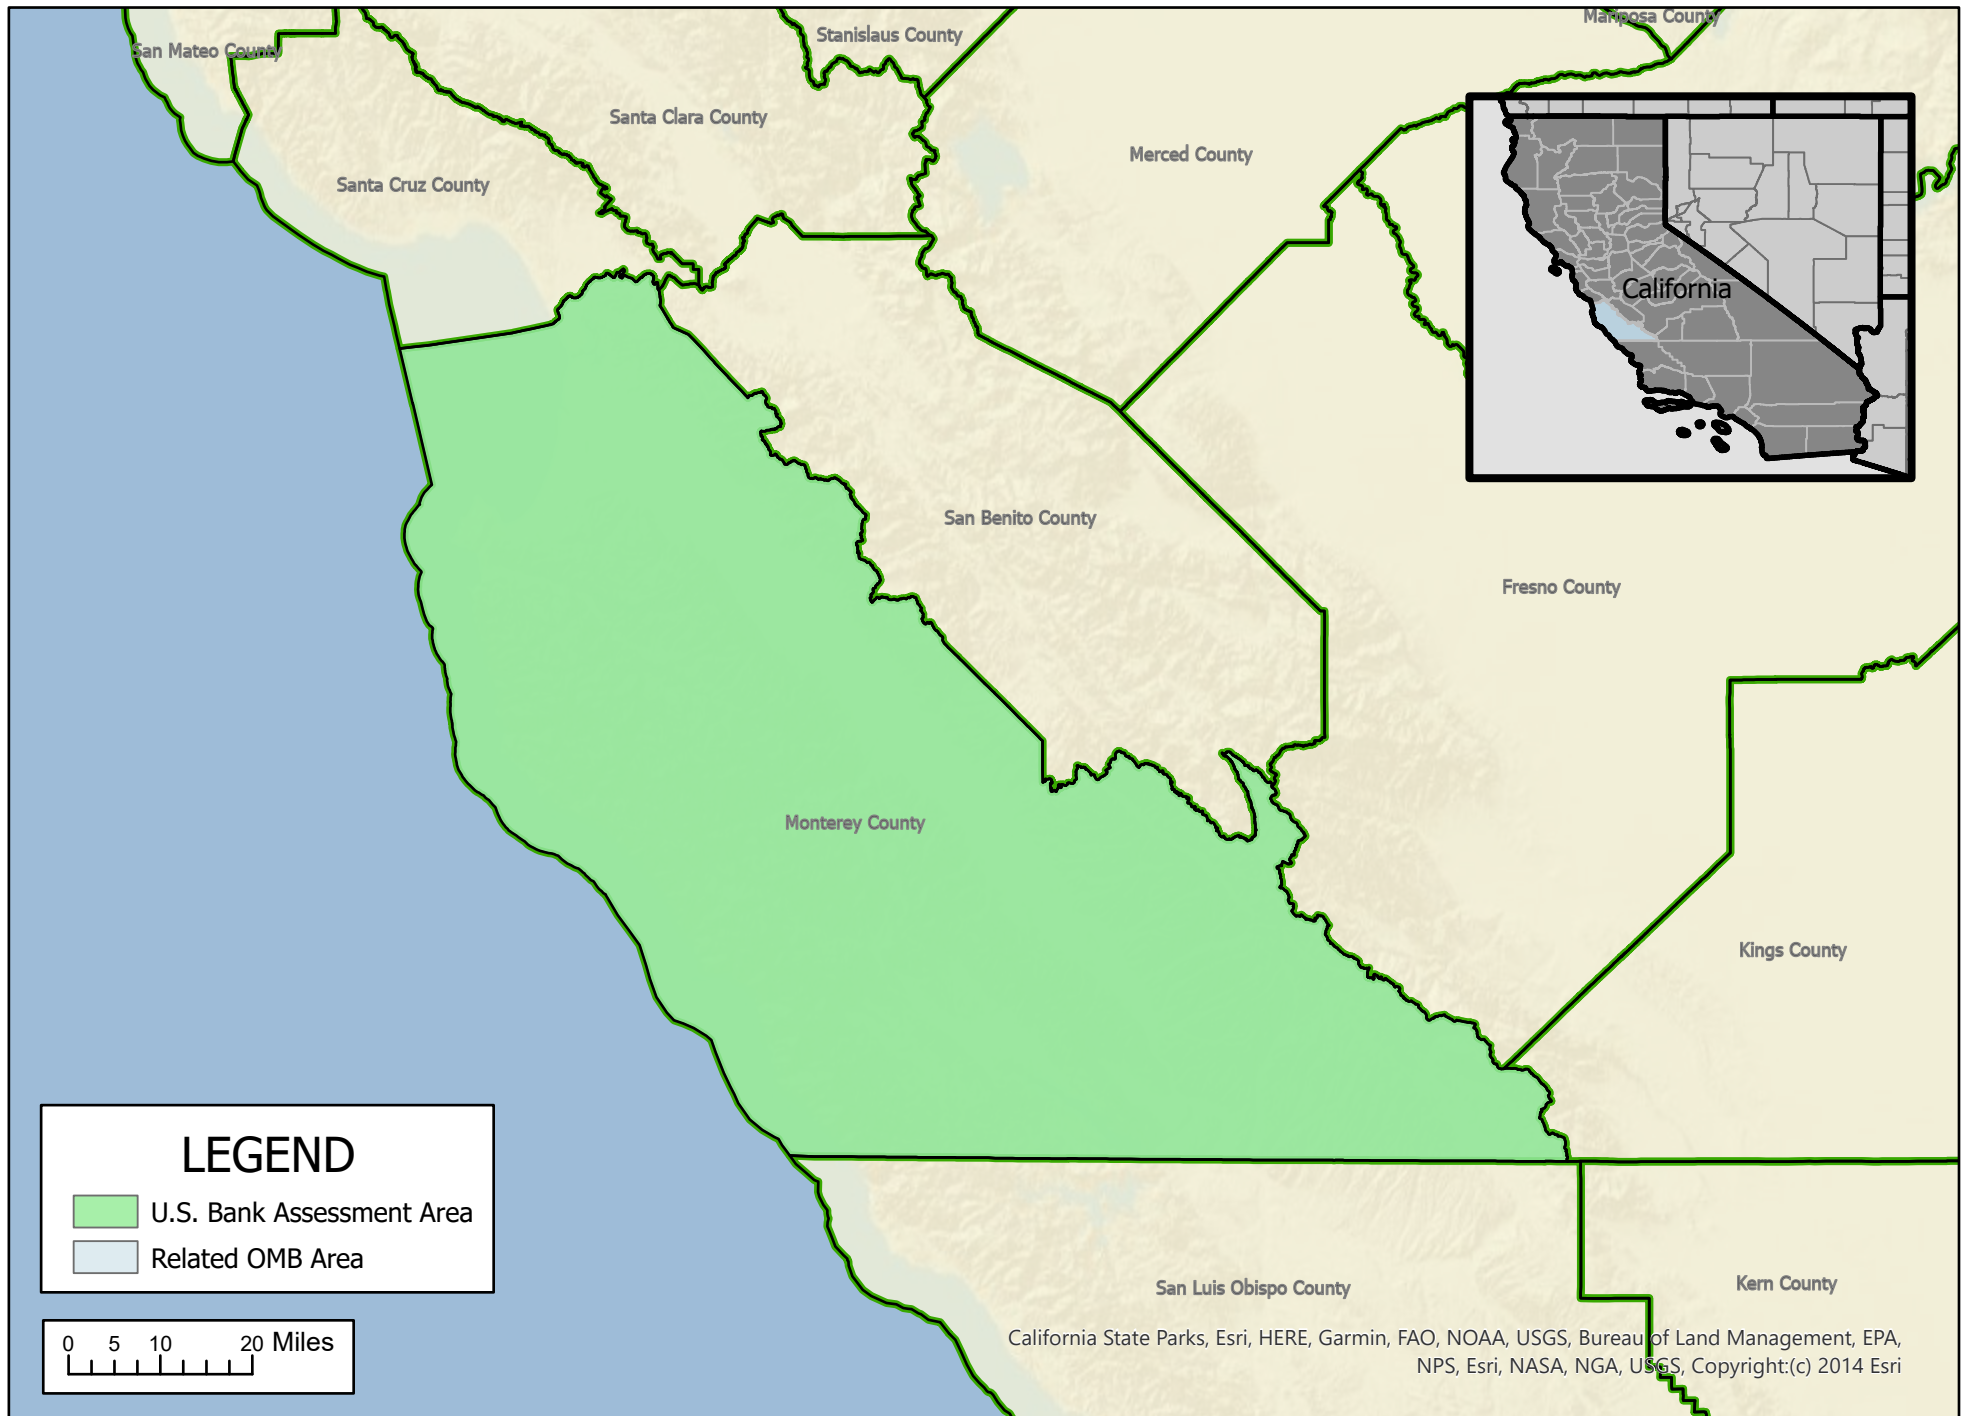 Mariposa County
Stanislaus County
San Mateo County
Santa Clara County
Merced County
Santa Cruz County
California
San Benito County
Fresno County
Monterey County
Kings County
LEGEND
U.S. Bank Assessment Area
Related OMB Area
San Luis Obispo County
Kern County
0 5 10 20 Miles
California State Parks, Esri, HERE, Garmin, FAO, NOAA, USGS, Bureau of Land Management, EPA,
NPS, Esri, NASA, NGA, USGS, Copyright:(c) 2014 Esri